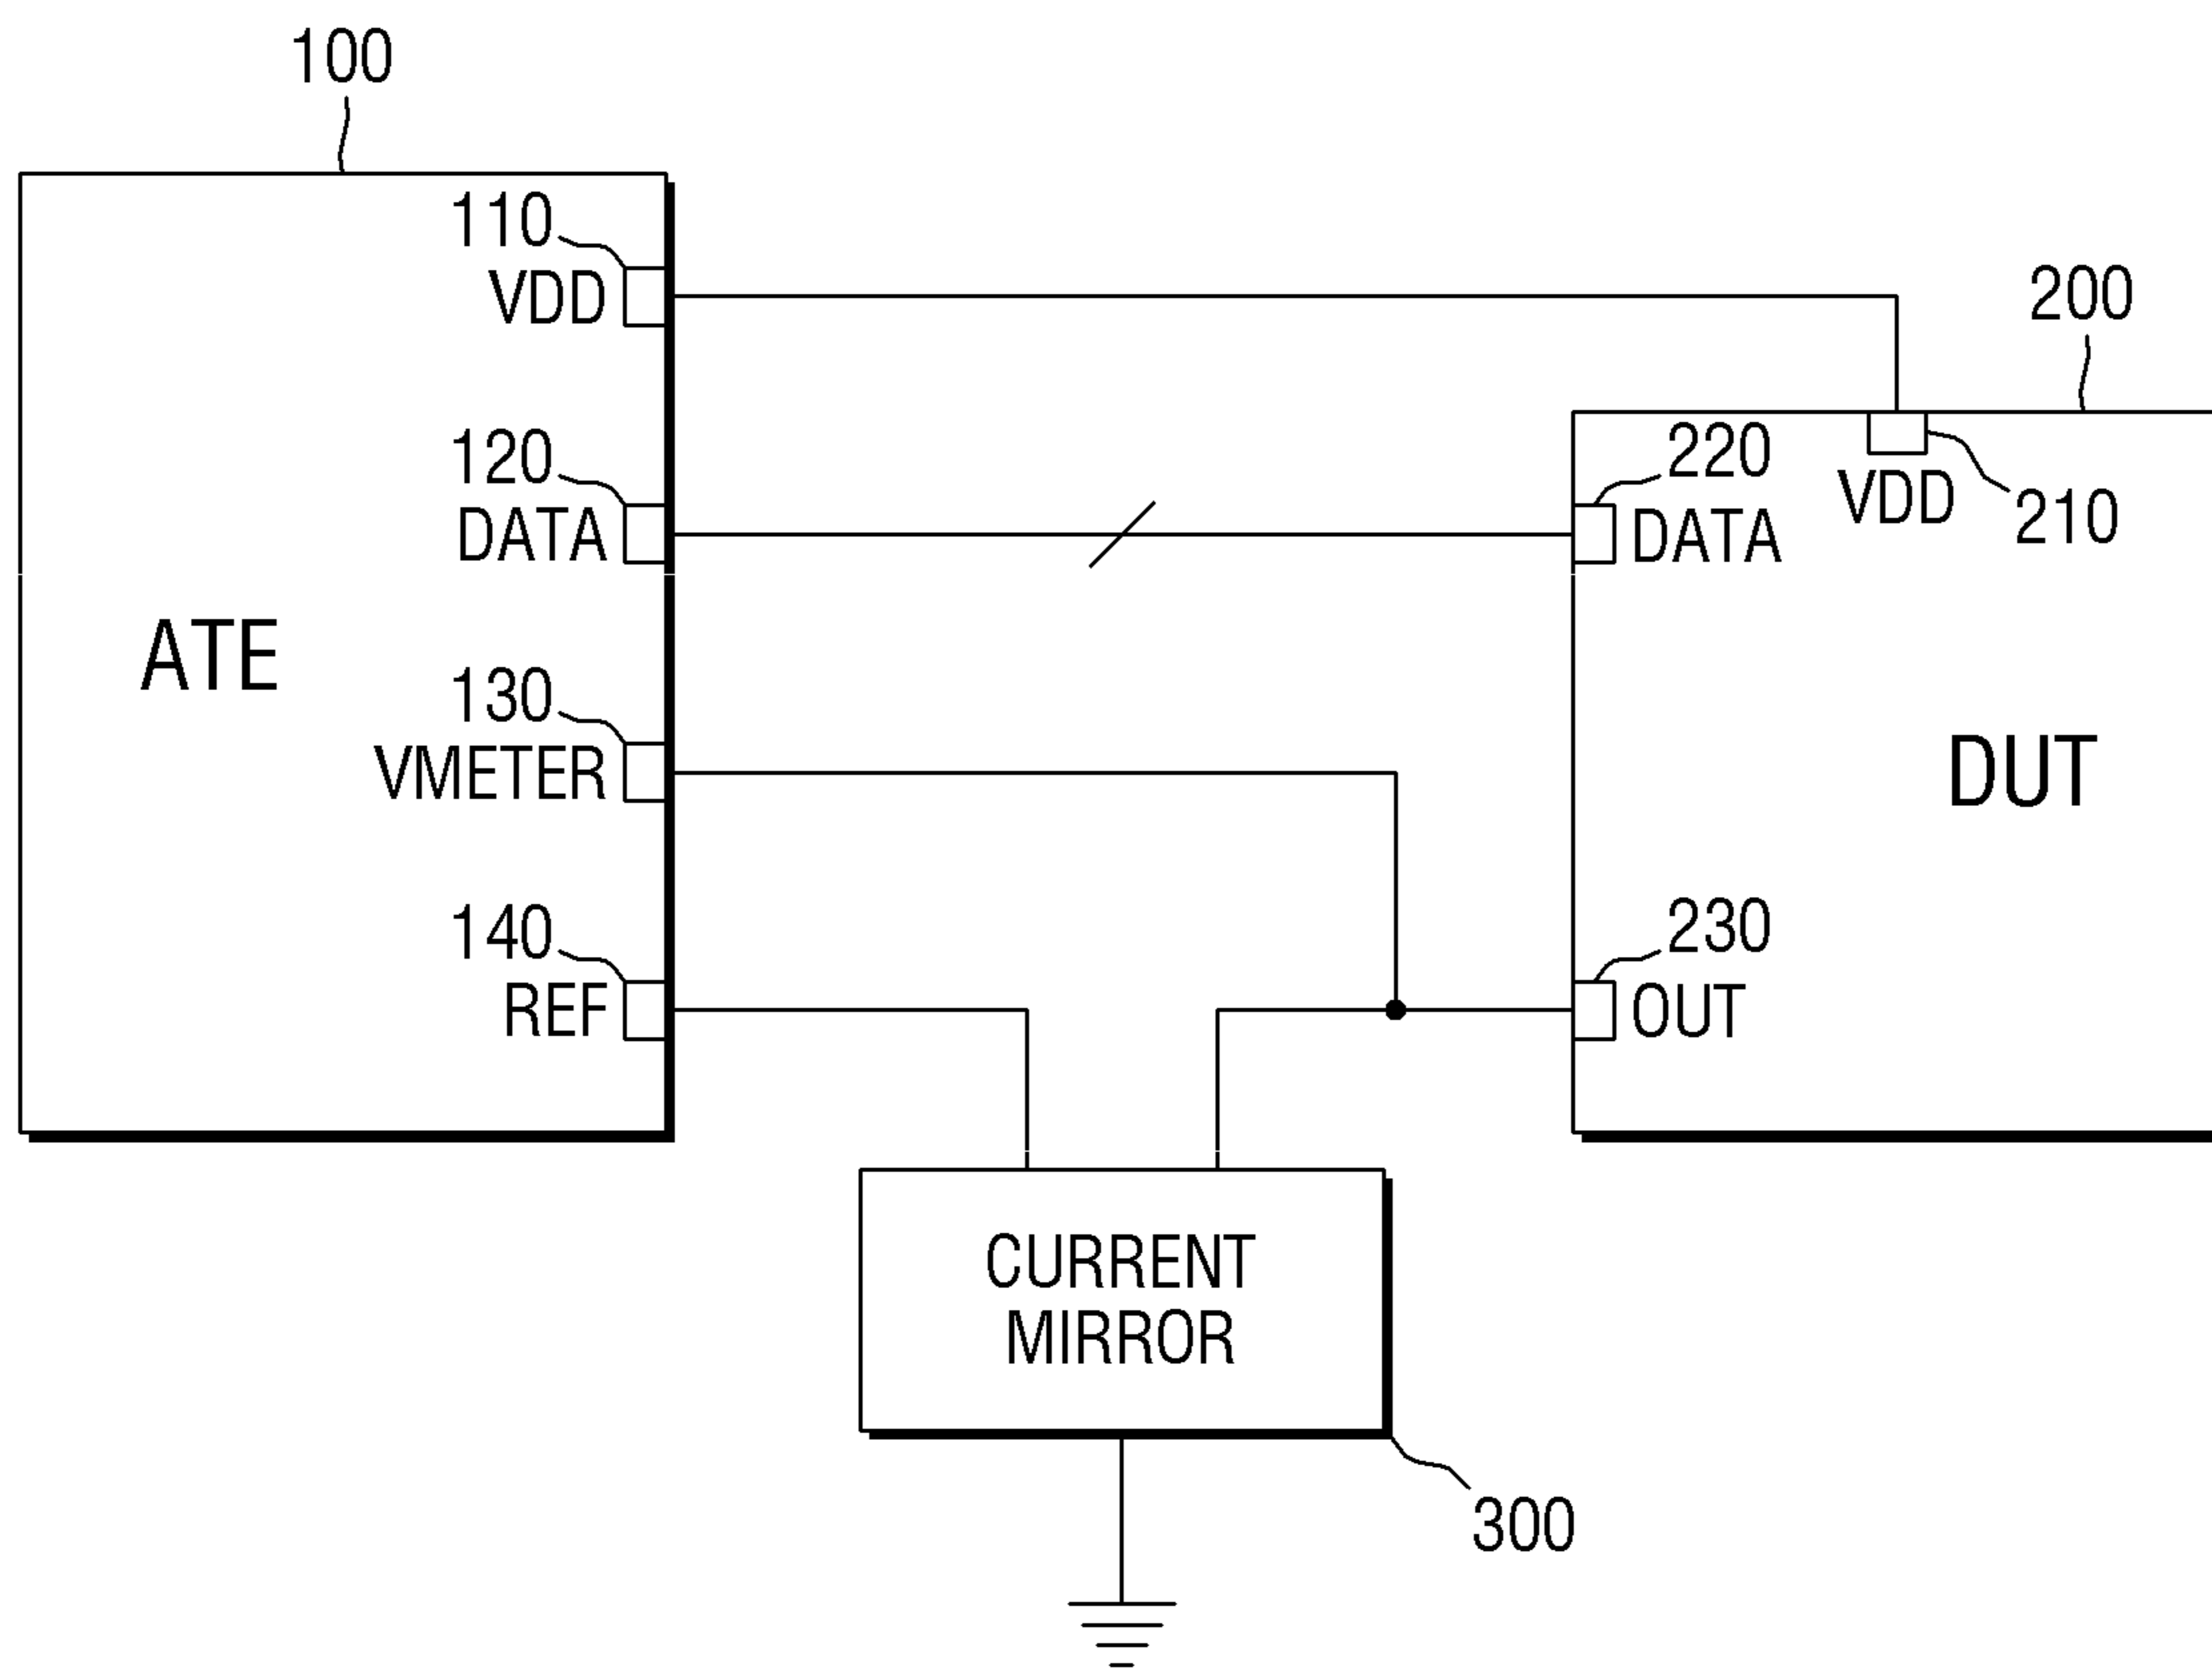 100
110
VDD
120
DATA
ATE
130
VMETER
140
REF
200
220
DATA
VDD
210
DUT
230
OUT
CURRENT
MIRROR
300